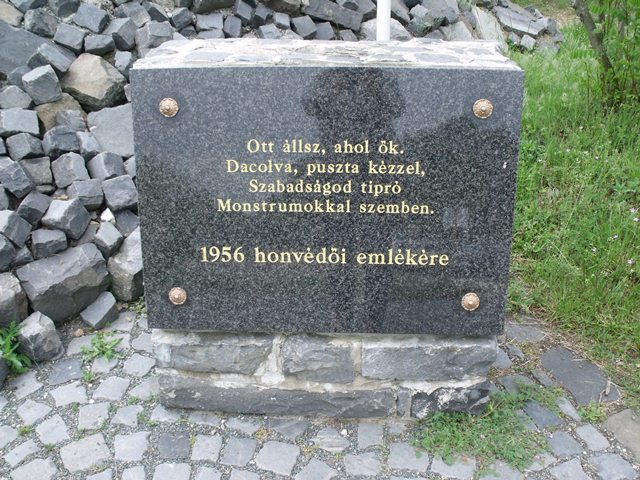 Ott állsz, ahol ők.
Dacolva, puszta kézzel,
Szabadságod tipró
Monstrumokkal szemben.
1956 honvédői emlékére